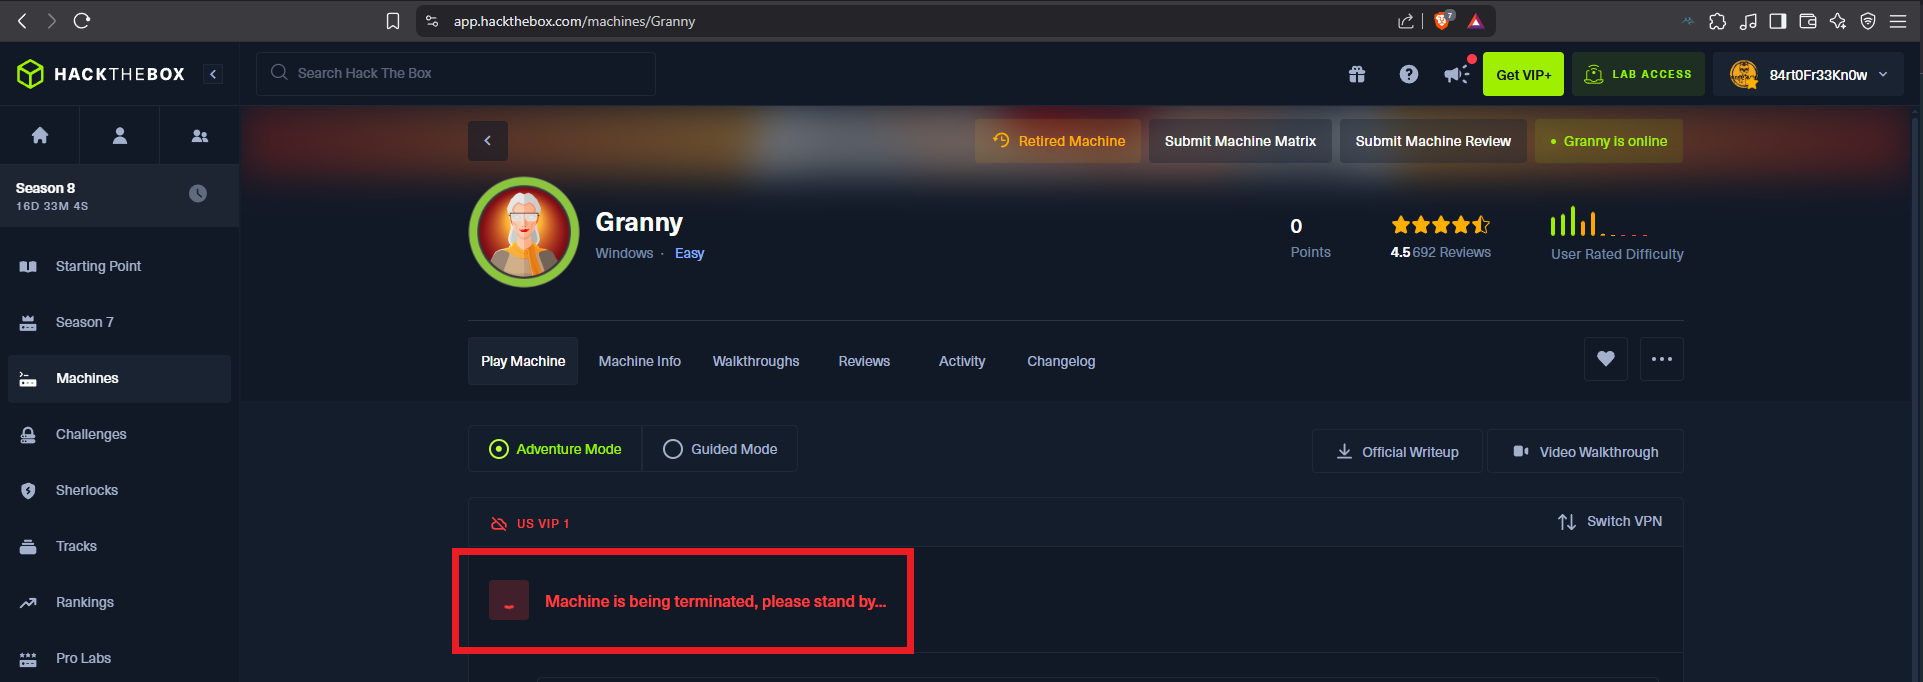 app.hackthebox.com/machines/Granny
7
HACKTHEBOX
Search Hack The Box
Get VIP+
LAB ACCESS
84rt0Fr33Kn0w
Retired Machine
Submit Machine Matrix
Submit Machine Review
Granny is online
Season 8
16D 33M 4S
Granny
Windows · Easy
0
Points
4.5 692 Reviews
User Rated Difficulty
Starting Point
Season 7
Machines
Challenges
Sherlocks
Tracks
Rankings
Pro Labs
Play Machine
Machine Info
Walkthroughs
Reviews
Activity
Changelog
Adventure Mode
Guided Mode
Official Writeup
Video Walkthrough
US VIP 1
Switch VPN
Machine is being terminated, please stand by...